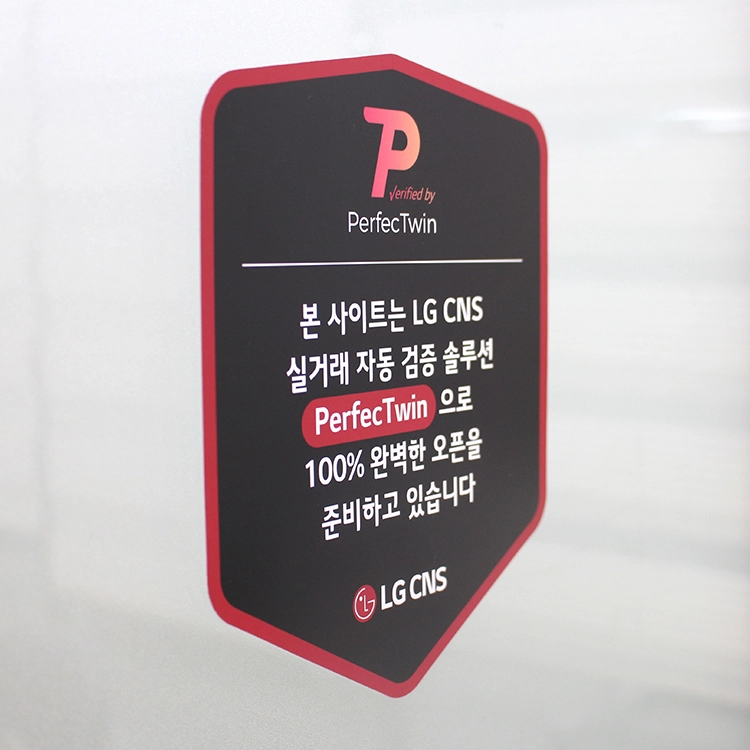 P
Verified by
PerfecTwin
본 사이트는 LG CNS
실거래 자동 검증 솔루션
PerfecTwin 으로
100% 완벽한 오픈을
준비하고 있습니다
LG CNS